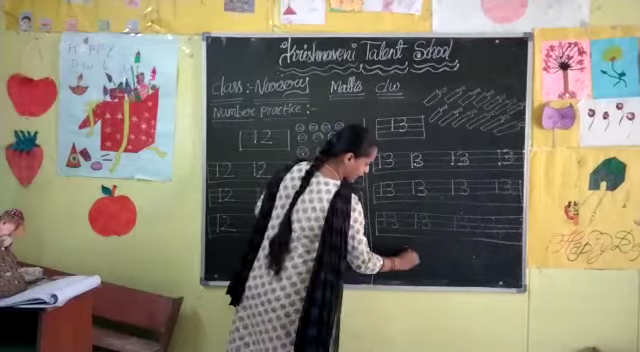 Krishnaveni Talent School
Class :- Nursery Maths C/W
Number practice :-
12 13
12 12 13 13 13 13
12 13 13 13 13
12 13 13
HAPPY
Happy D